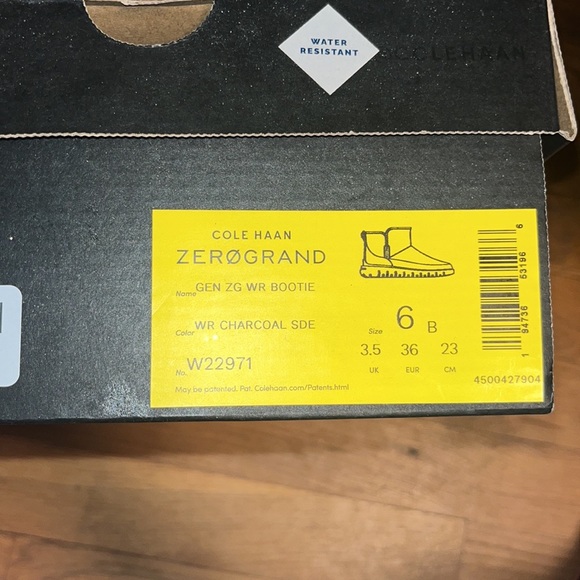 WATER
RESISTANT
COLE HAAN
ZERØGRAND
Name GEN ZG WR BOOTIE
Color WR CHARCOAL SDE
No. W22971
May be patented. Pat. Colehaan.com/Patents.html
Size 6 B
3.5 36 23
UK EUR CM
1 94736 53196 6
4500427904